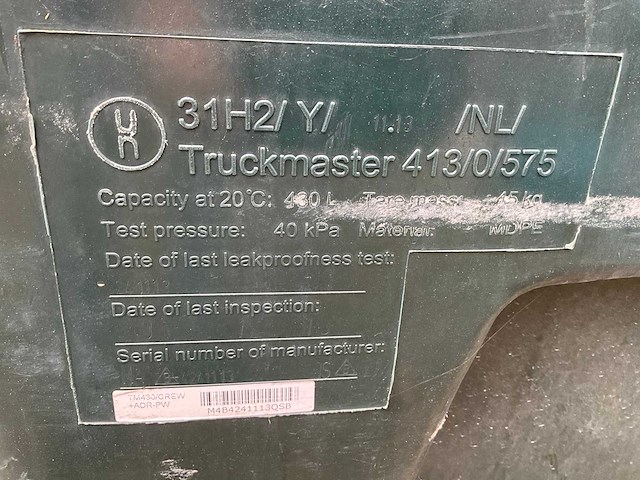 un
31H2/ Y/ 11.13 /NL/
Truckmaster 413/0/575
Capacity at 20°C: 430 L Tare mass: 45 kg
Test pressure: 40 kPa Material: MDPE
Date of last leakproofness test:
Date of last inspection:
Serial number of manufacturer:
TM430/CREW
+ADR-PW
M4B4241113QSB